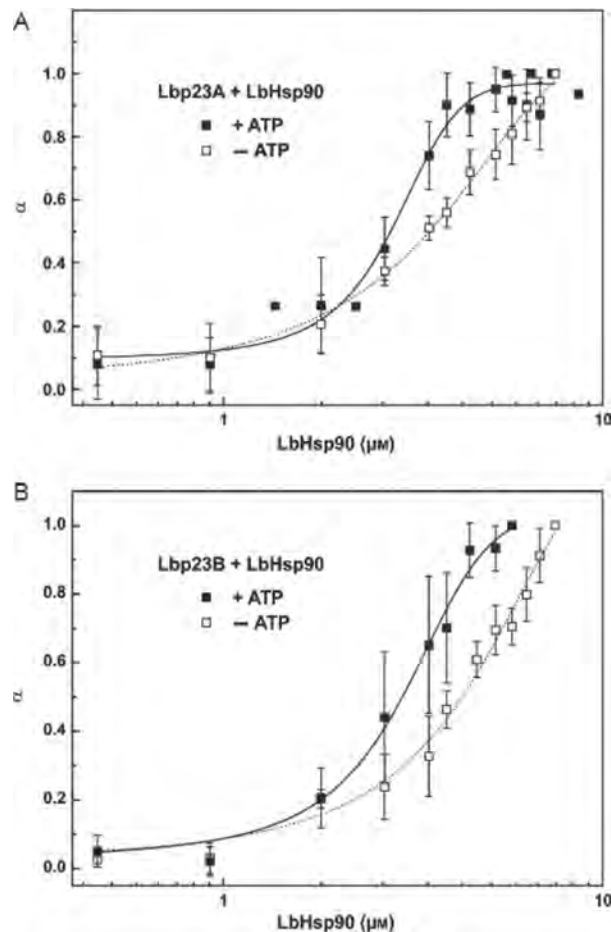 A
Lbp23A + LbHsp90
+ ATP
– ATP
α
1.0
0.8
0.6
0.4
0.2
0.0
1
10
LbHsp90 (µM)
B
Lbp23B + LbHsp90
+ ATP
– ATP
α
1.0
0.8
0.6
0.4
0.2
0.0
1
10
LbHsp90 (µM)